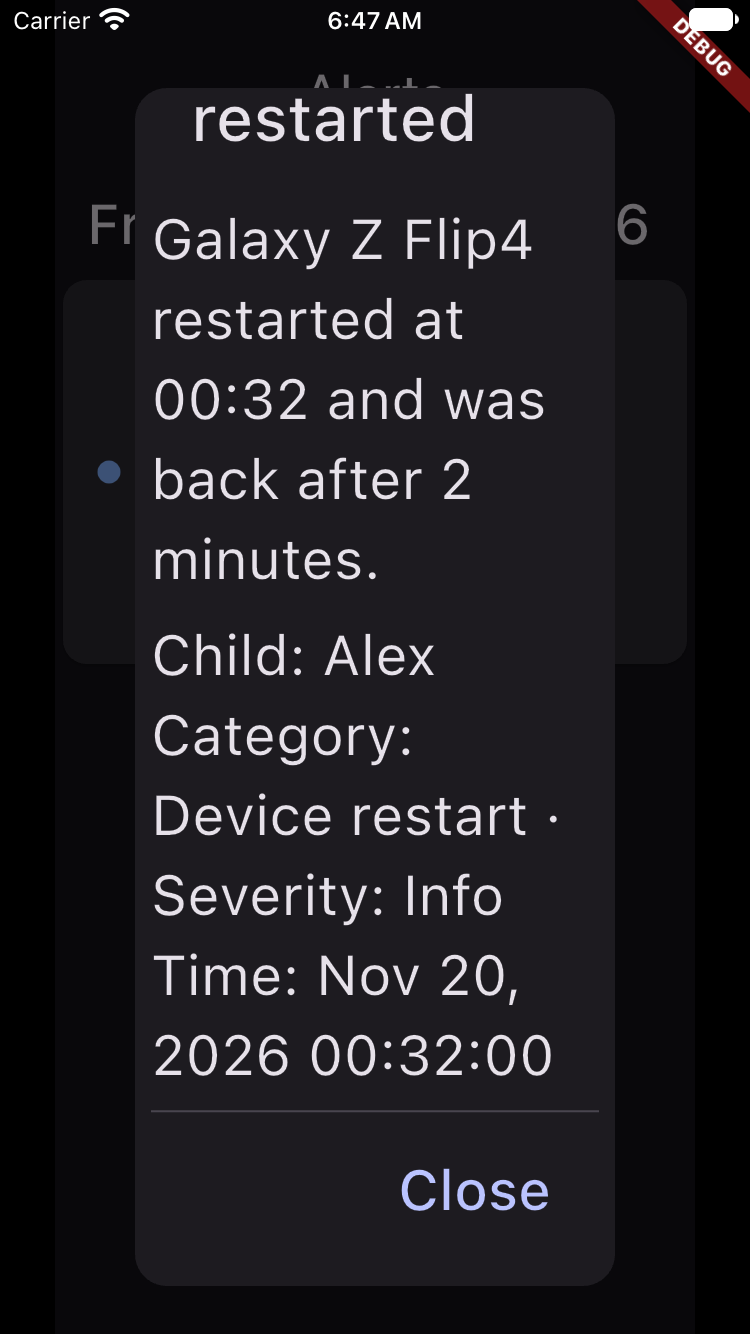 Carrier
6:47 AM
DEBUG
restarted
Galaxy Z Flip4
restarted at
00:32 and was
back after 2
minutes.
Child: Alex
Category:
Device restart ·
Severity: Info
Time: Nov 20,
2026 00:32:00
Close